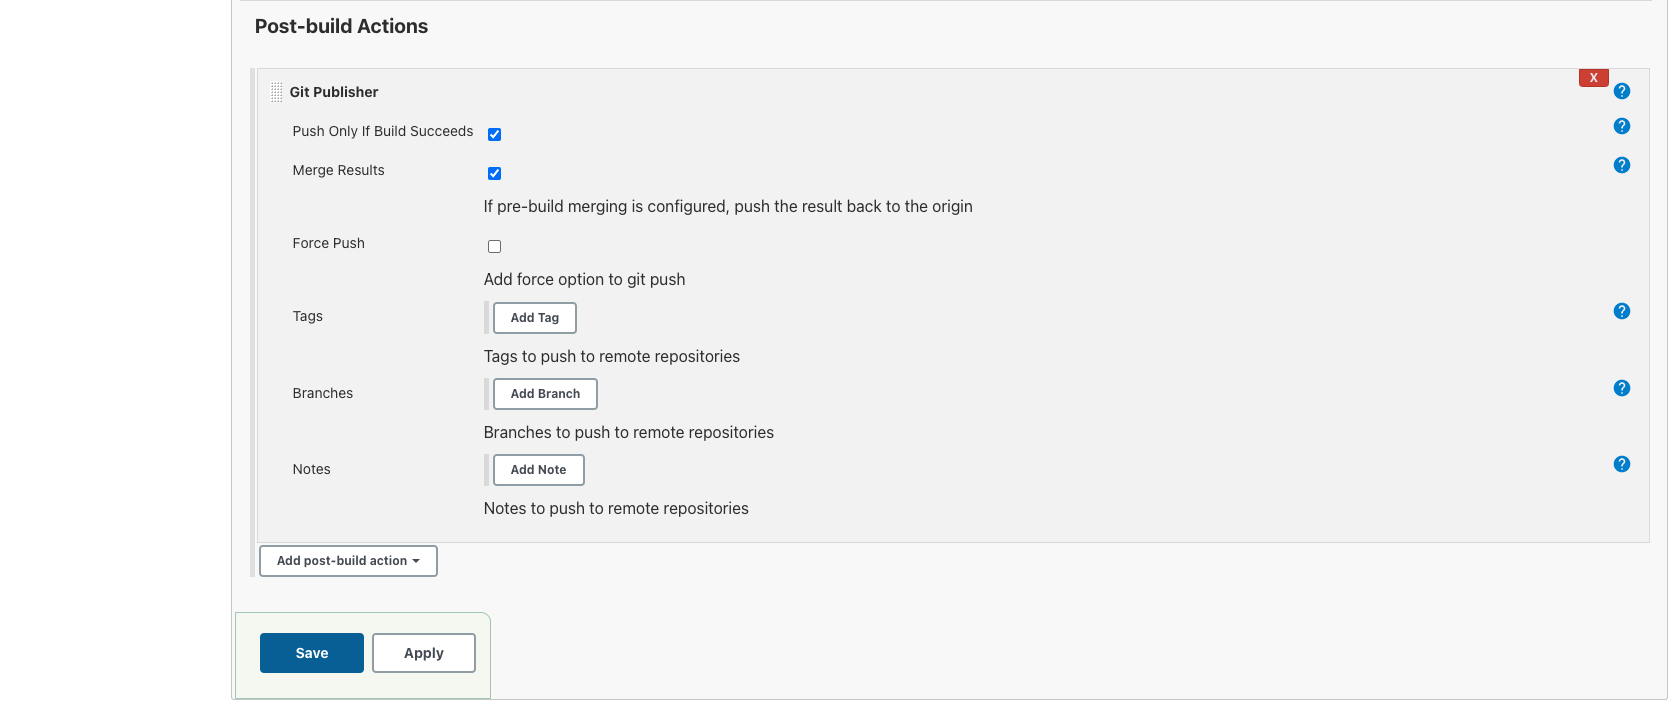 Post-build Actions
X
Git Publisher ?
Push Only If Build Succeeds ?
Merge Results ?
If pre-build merging is configured, push the result back to the origin
Force Push
Add force option to git push
Tags Add Tag ?
Tags to push to remote repositories
Branches Add Branch ?
Branches to push to remote repositories
Notes Add Note ?
Notes to push to remote repositories
Add post-build action
Save Apply